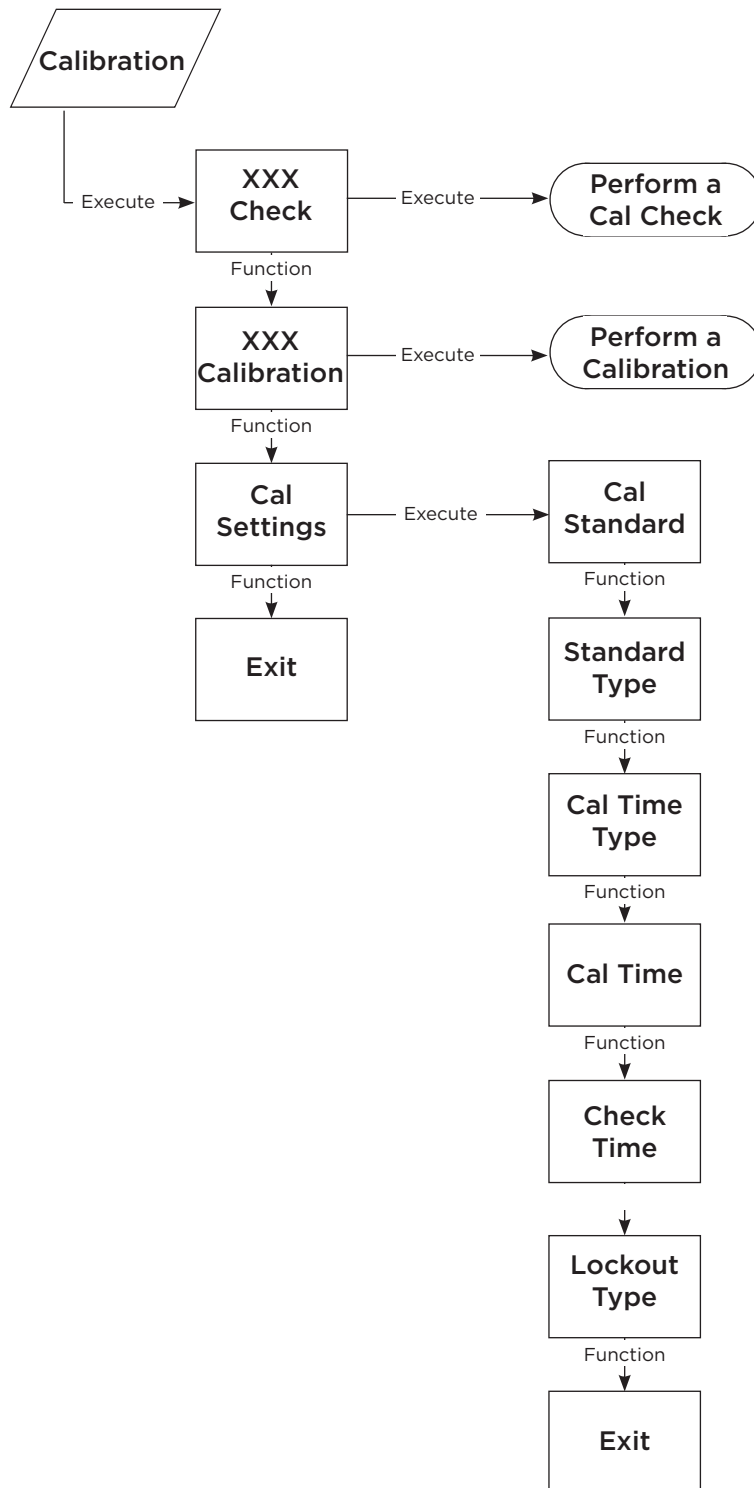 Calibration
Execute
XXX
Check
Execute
Perform a
Cal Check
Function
XXX
Calibration
Execute
Perform a
Calibration
Function
Cal
Settings
Execute
Cal
Standard
Function
Function
Exit
Standard
Type
Function
Cal Time
Type
Function
Cal Time
Function
Check
Time
Lockout
Type
Function
Exit